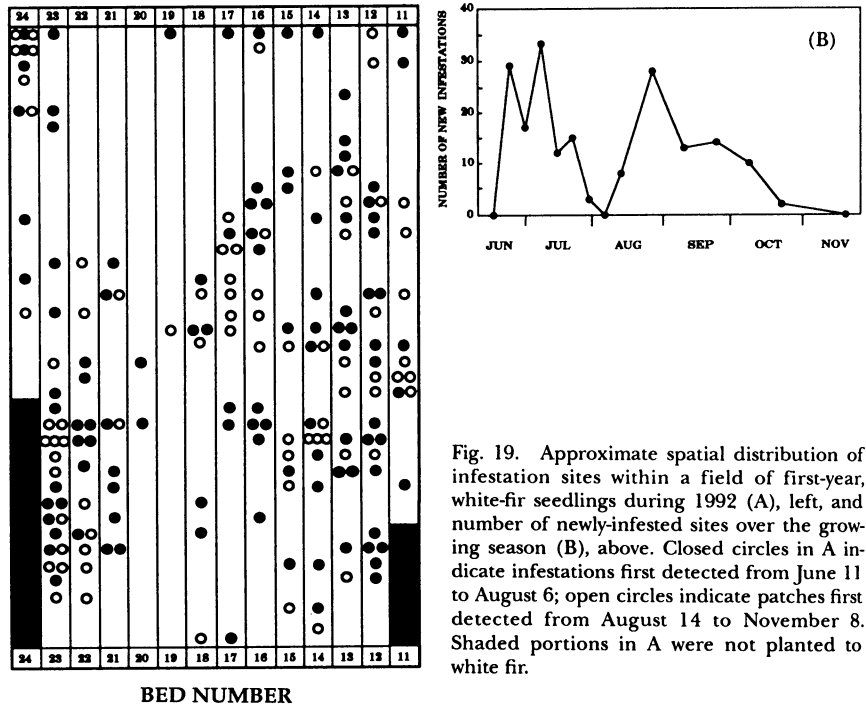 24 23 22 21 20 19 18 17 16 15 14 13 12 11
24 23 22 21 20 19 18 17 16 15 14 13 12 11
BED NUMBER
NUMBER OF NEW INFESTATIONS
40
30
20
10
0
(B)
JUN JUL AUG SEP OCT NOV
Fig. 19. Approximate spatial distribution of
infestation sites within a field of first-year,
white-fir seedlings during 1992 (A), left, and
number of newly-infested sites over the grow-
ing season (B), above. Closed circles in A in-
dicate infestations first detected from June 11
to August 6; open circles indicate patches first
detected from August 14 to November 8.
Shaded portions in A were not planted to
white fir.